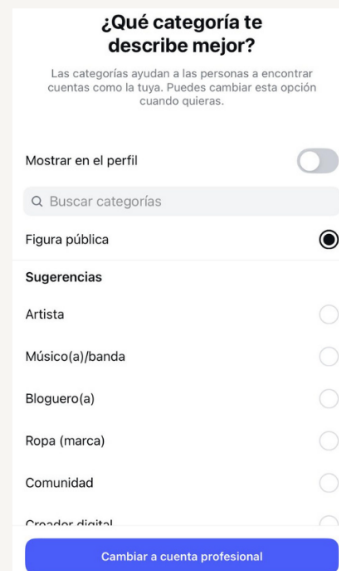 ¿Qué categoría te
describe mejor?
Las categorías ayudan a las personas a encontrar
cuentas como la tuya. Puedes cambiar esta opción
cuando quieras.
Mostrar en el perfil
Buscar categorías
Figura pública
Sugerencias
Artista
Músico(a)/banda
Bloguero(a)
Ropa (marca)
Comunidad
Creador digital
Cambiar a cuenta profesional